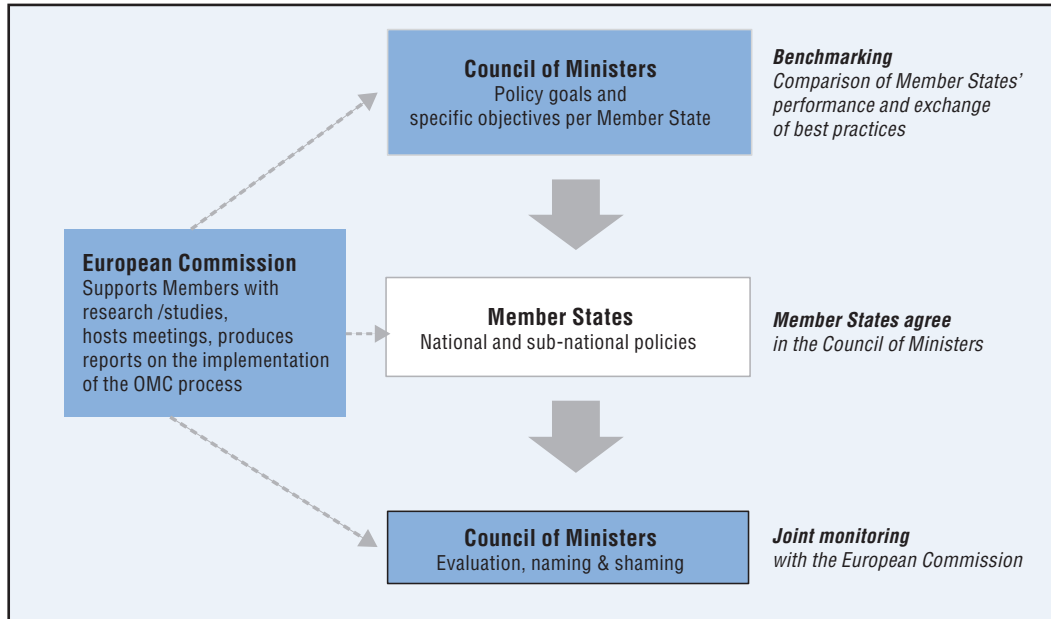 Council of Ministers
Policy goals and
specific objectives per Member State
Benchmarking
Comparison of Member States'
performance and exchange
of best practices
European Commission
Supports Members with
research /studies,
hosts meetings, produces
reports on the implementation
of the OMC process
Member States
National and sub-national policies
Member States agree
in the Council of Ministers
Council of Ministers
Evaluation, naming & shaming
Joint monitoring
with the European Commission